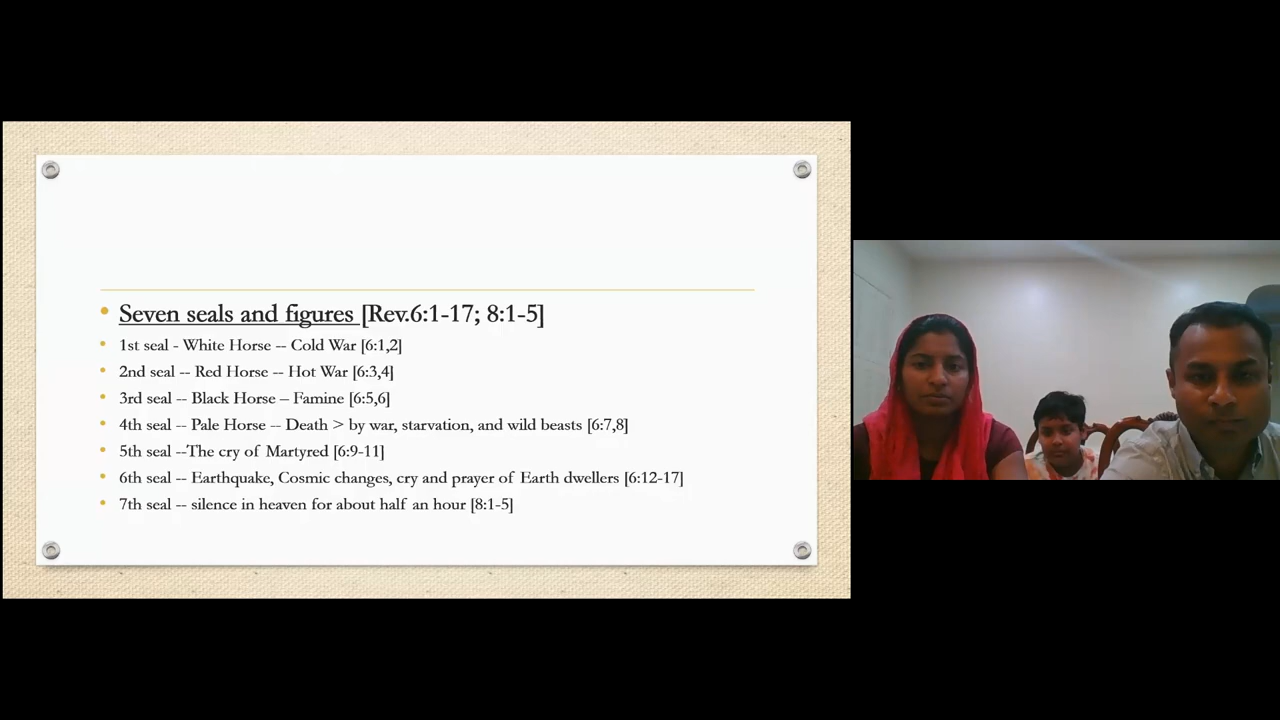 Seven seals and figures [Rev.6:1-17; 8:1-5]
1st seal - White Horse -- Cold War [6:1,2]
2nd seal -- Red Horse -- Hot War [6:3,4]
3rd seal -- Black Horse – Famine [6:5,6]
4th seal -- Pale Horse -- Death > by war, starvation, and wild beasts [6:7,8]
5th seal --The cry of Martyred [6:9-11]
6th seal -- Earthquake, Cosmic changes, cry and prayer of Earth dwellers [6:12-17]
7th seal -- silence in heaven for about half an hour [8:1-5]